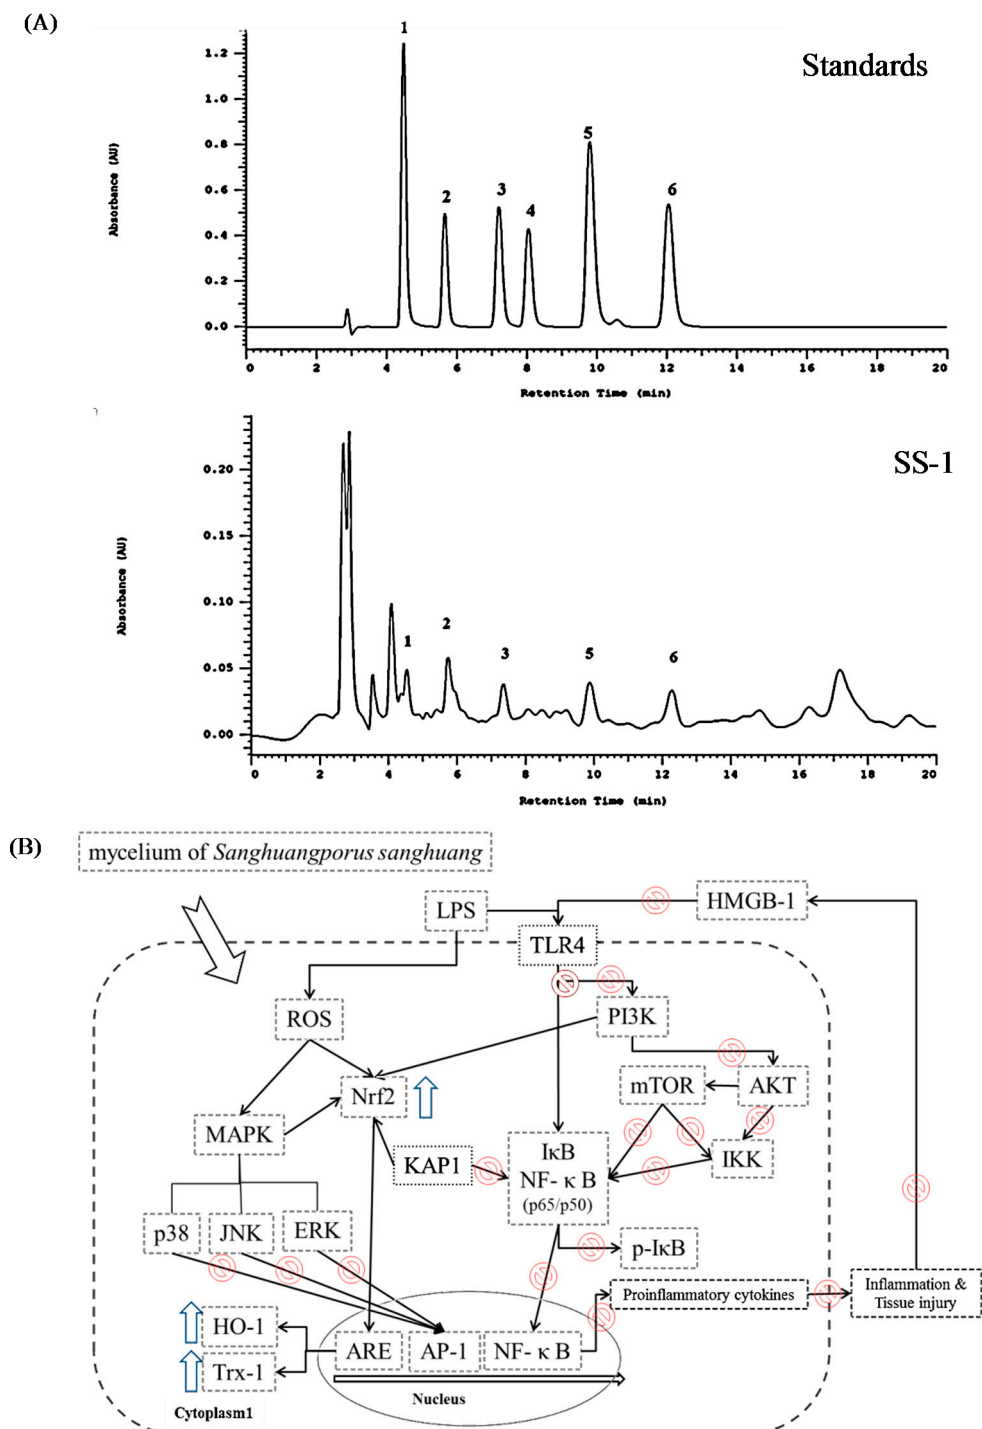 (A)
Standards
1
2
3
4
5
6
Absorbance (AU)
1.2
1.0
0.8
0.6
0.4
0.2
0.0
0 2 4 6 8 10 12 14 16 18 20
Retention Time (min)
SS-1
1
2
3
5
6
Absorbance (AU)
0.20
0.15
0.10
0.05
0.00
0 2 4 6 8 10 12 14 16 18 20
Retention Time (min)
(B)
mycelium of Sanghuangporus sanghuang
LPS
HMGB-1
TLR4
ROS
PI3K
Nrf2
mTOR
AKT
MAPK
KAP1
IκB
NF- κ B
(p65/p50)
IKK
p38
JNK
ERK
p-IκB
Proinflammatory cytokines
Inflammation &
Tissue injury
HO-1
Trx-1
ARE
AP-1
NF- κ B
Nucleus
Cytoplasm1